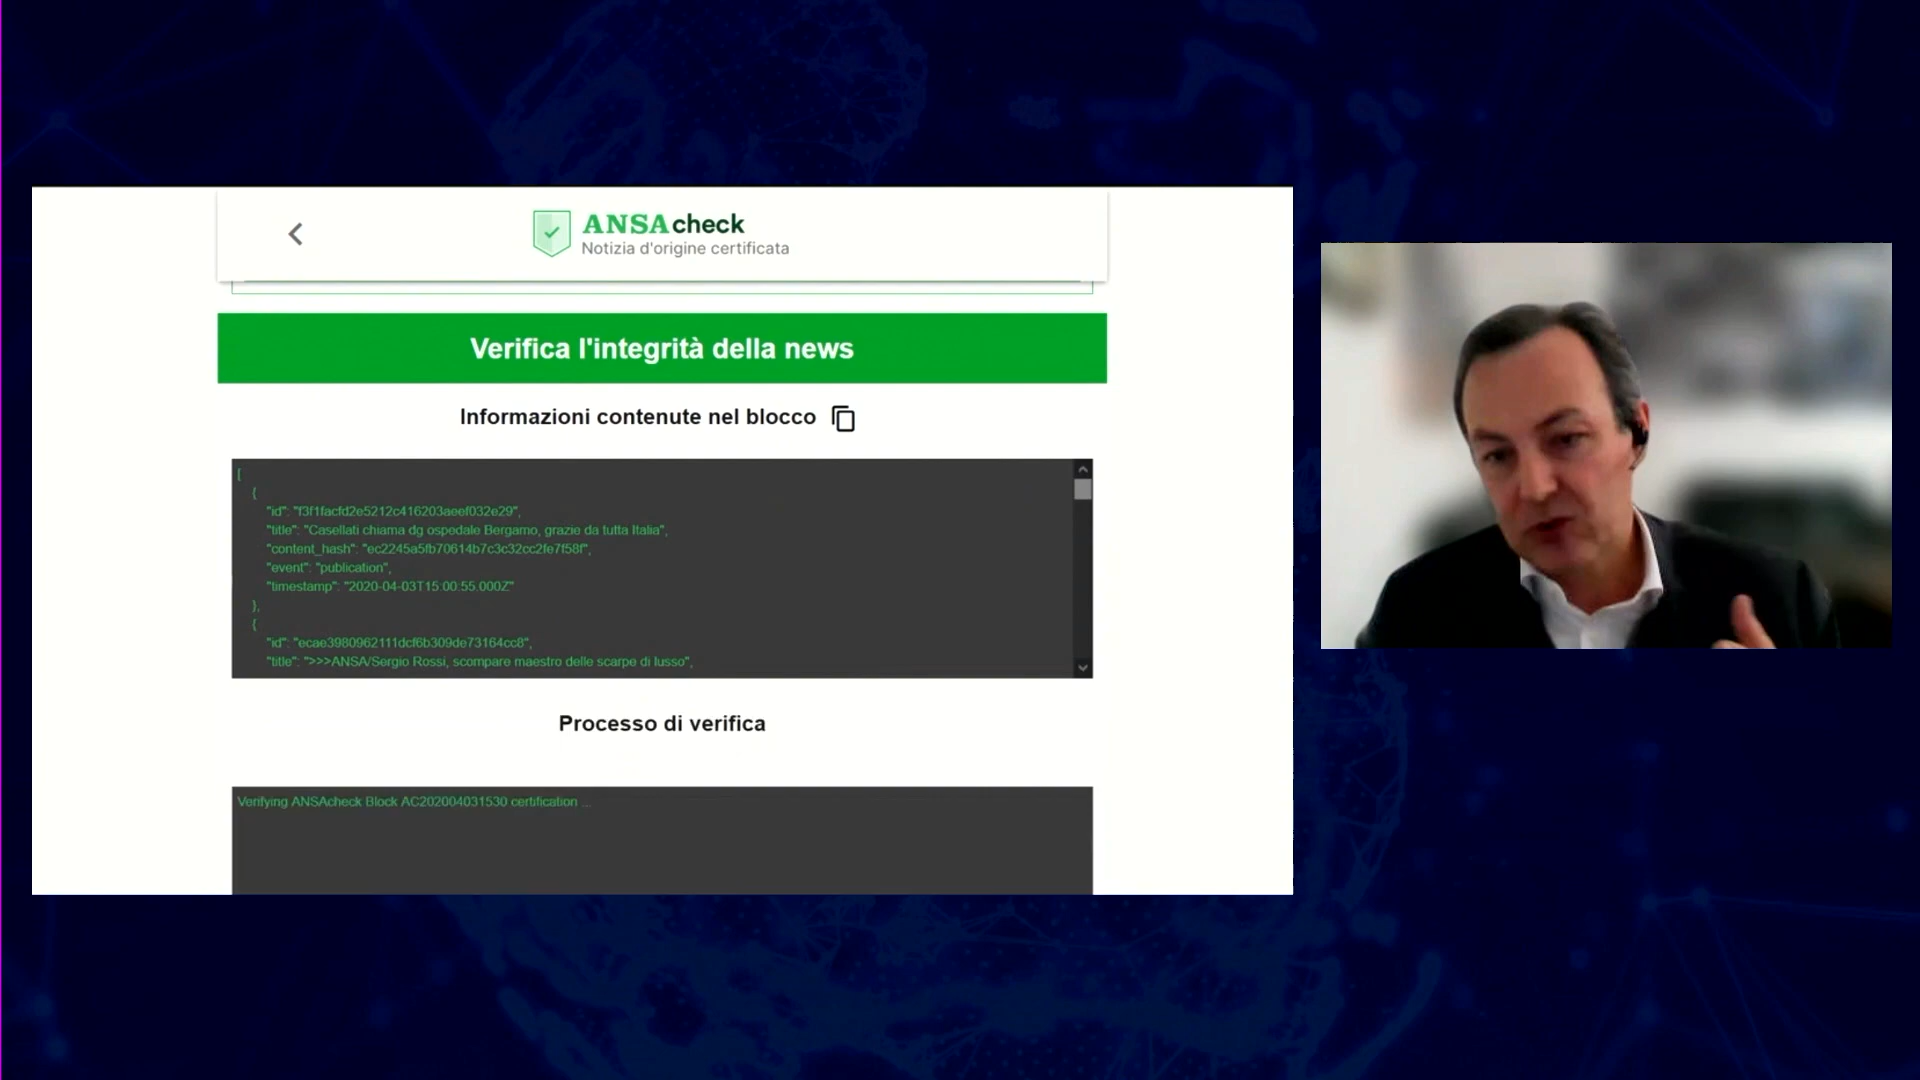 ANSAcheck
Notizia d'origine certificata
Verifica l'integrità della news
Informazioni contenute nel blocco
[
{
"id": "f3f1facfd2e5212c416203aeef032e29",
"title": "Casellati chiama dg ospedale Bergamo, grazie da tutta Italia",
"content_hash": "ec2245a5fb70614b7c3c32cc2fe7f58f",
"event": "publication",
"timestamp": "2020-04-03T15:00:55.000Z"
},
{
"id": "ecae3980962111dcf6b309de73164cc8",
"title": ">>>ANSA/Sergio Rossi, scompare maestro delle scarpe di lusso",
Processo di verifica
Verifying ANSAcheck Block AC202004031530 certification ...